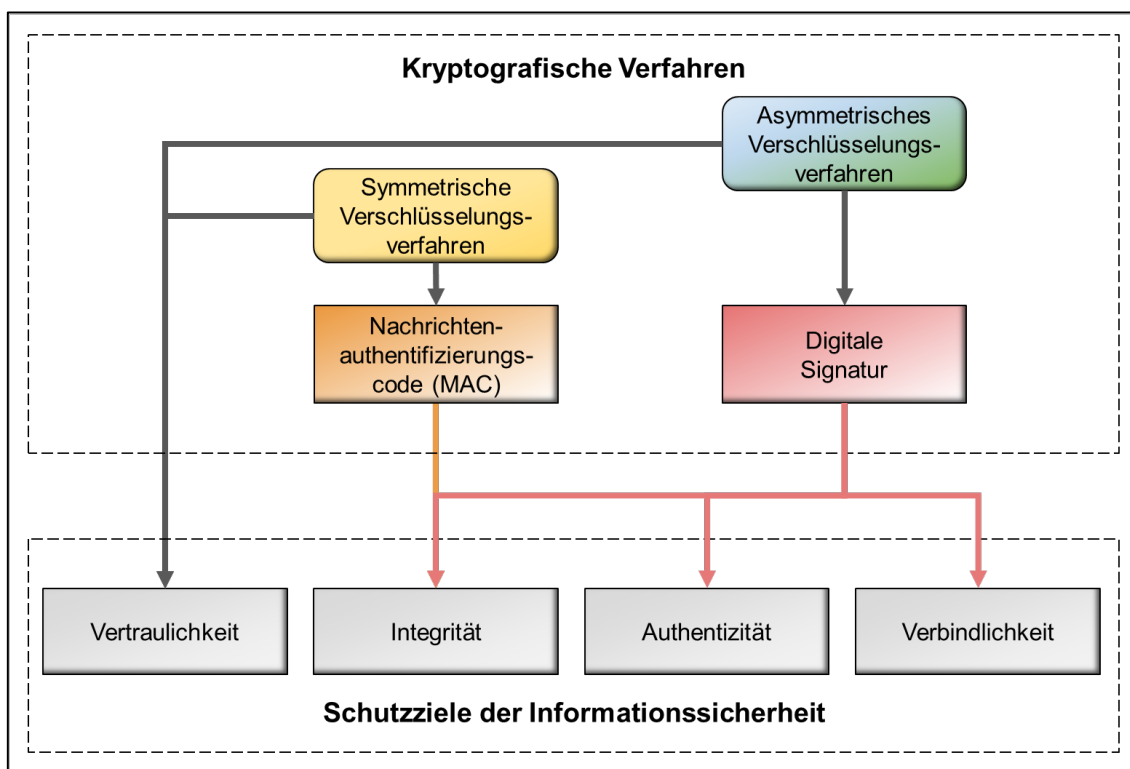 Kryptografische Verfahren
Asymmetrisches
Verschlüsselungs-
verfahren
Symmetrische
Verschlüsselungs-
verfahren
Nachrichten-
authentifizierungs-
code (MAC)
Digitale
Signatur
Vertraulichkeit
Integrität
Authentizität
Verbindlichkeit
Schutzziele der Informationssicherheit